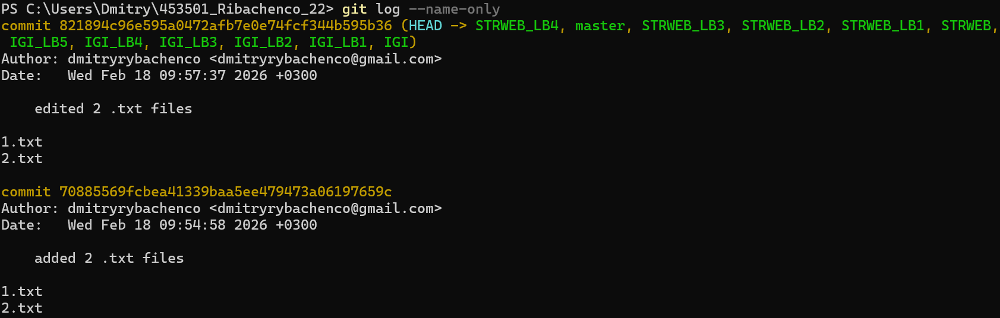 PS C:\Users\Dmitry\453501_Ribachenco_22> git log --name-only
commit 821894c96e595a0472afb7e0e74fcf344b595b36 (HEAD -> STRWEB_LB4, master, STRWEB_LB3, STRWEB_LB2, STRWEB_LB1, STRWEB,
IGI_LB5, IGI_LB4, IGI_LB3, IGI_LB2, IGI_LB1, IGI)
Author: dmitryrybachenco <dmitryrybachenco@gmail.com>
Date:   Wed Feb 18 09:57:37 2026 +0300
edited 2 .txt files
1.txt
2.txt
commit 70885569fcbea41339baa5ee479473a06197659c
Author: dmitryrybachenco <dmitryrybachenco@gmail.com>
Date:   Wed Feb 18 09:54:58 2026 +0300
added 2 .txt files
1.txt
2.txt